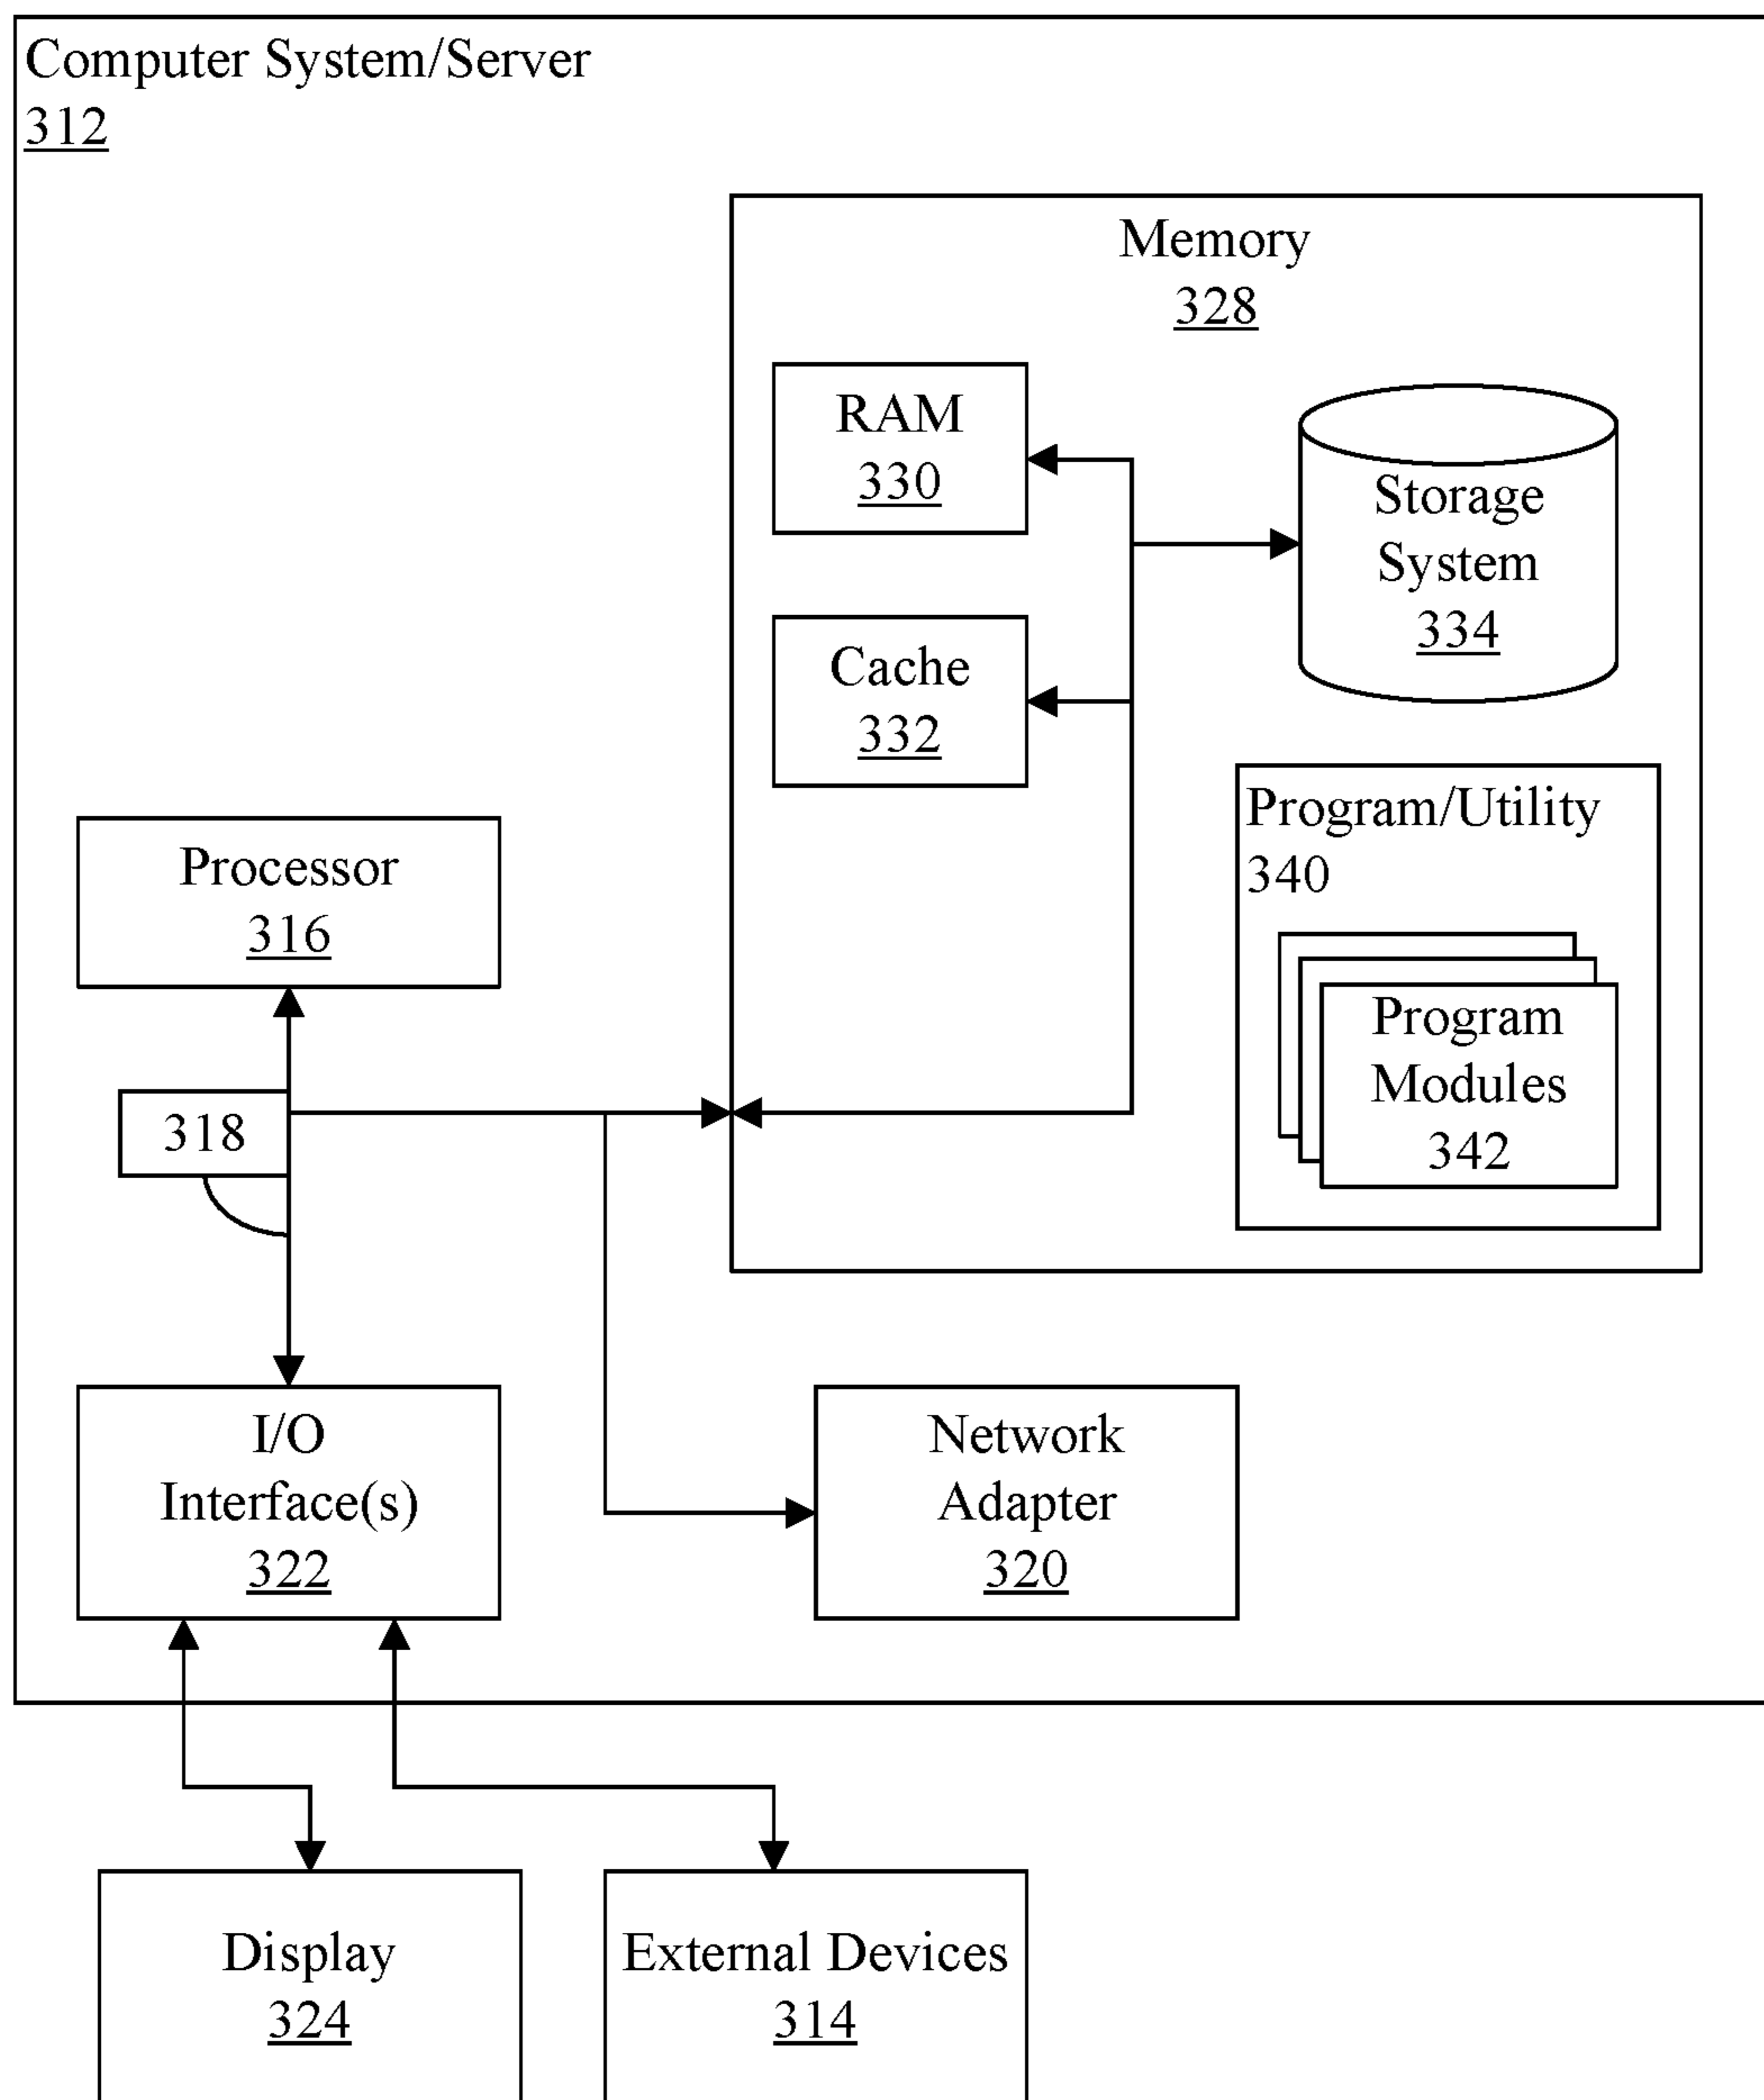 Computer System/Server
312
Memory
328
RAM
330
Storage
System
334
Cache
332
Program/Utility
340
Processor
316
Program
Modules
342
318
I/O
Interface(s)
322
Network
Adapter
320
Display
324
External Devices
314